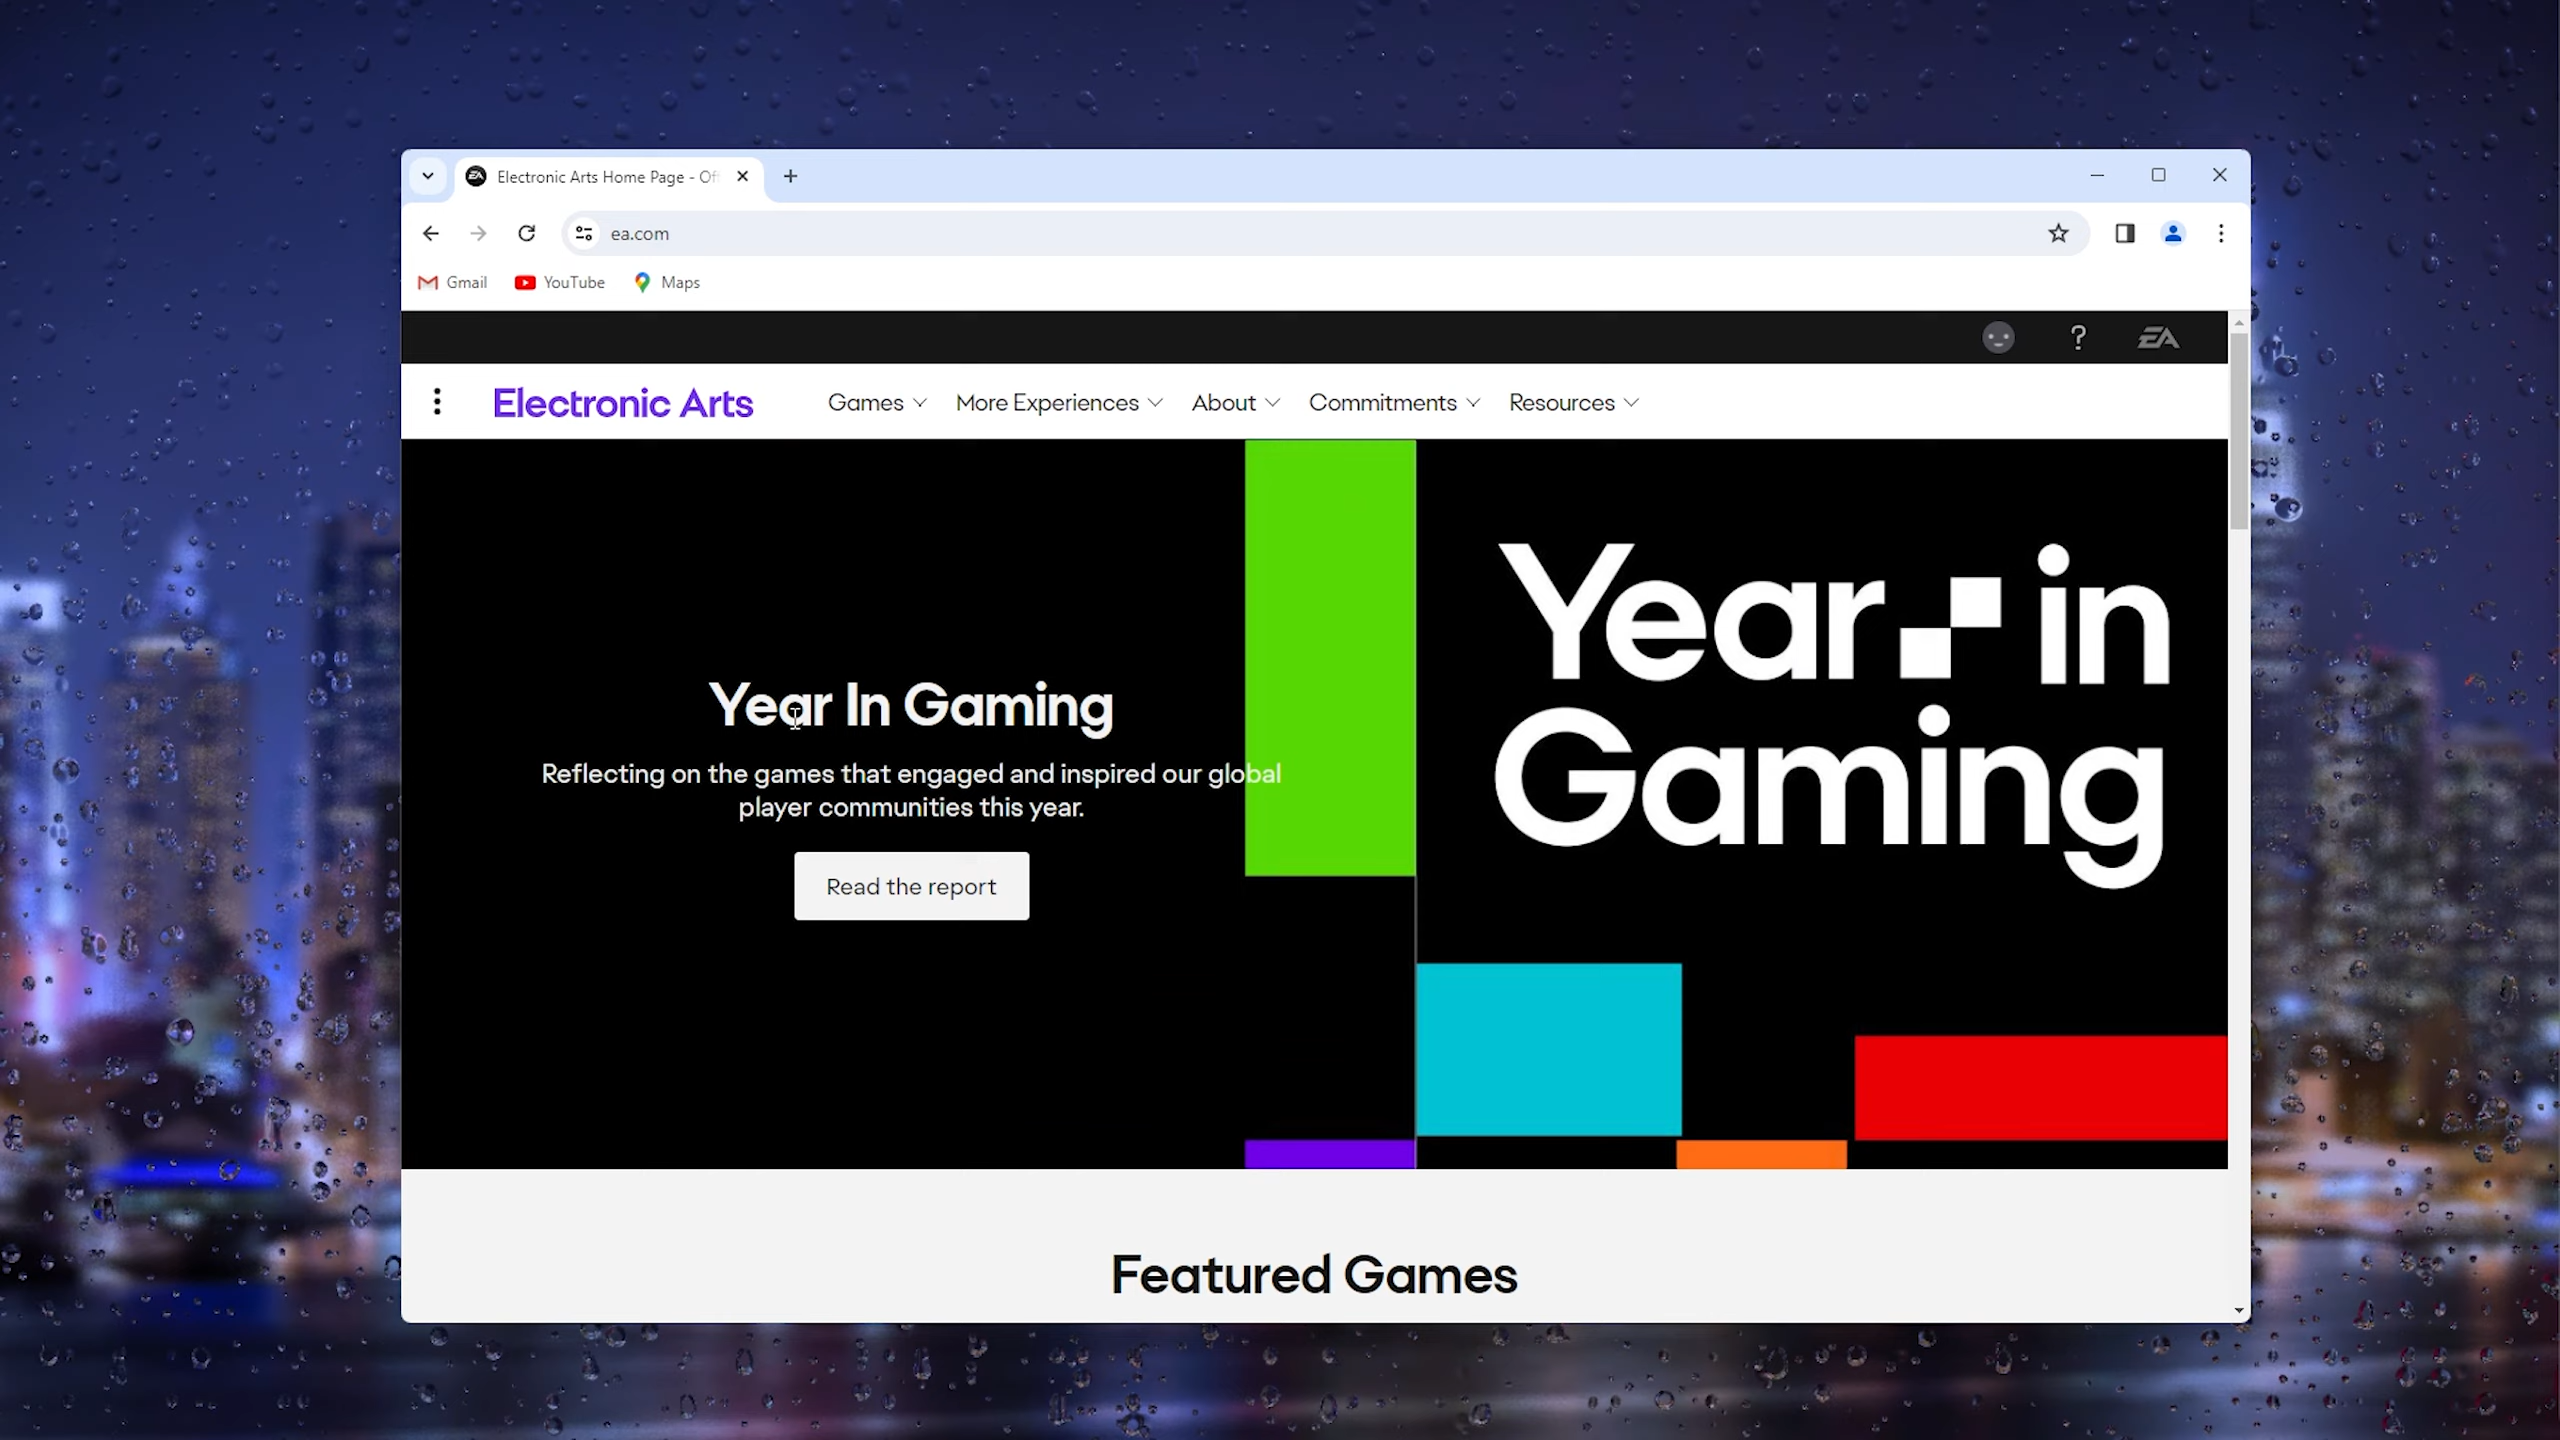 Electronic Arts Home Page - Of
ea.com
Gmail YouTube Maps
? EA
Electronic Arts Games More Experiences About Commitments Resources
Year in
Gaming
Year In Gaming
Reflecting on the games that engaged and inspired our global
player communities this year.
Read the report
Featured Games